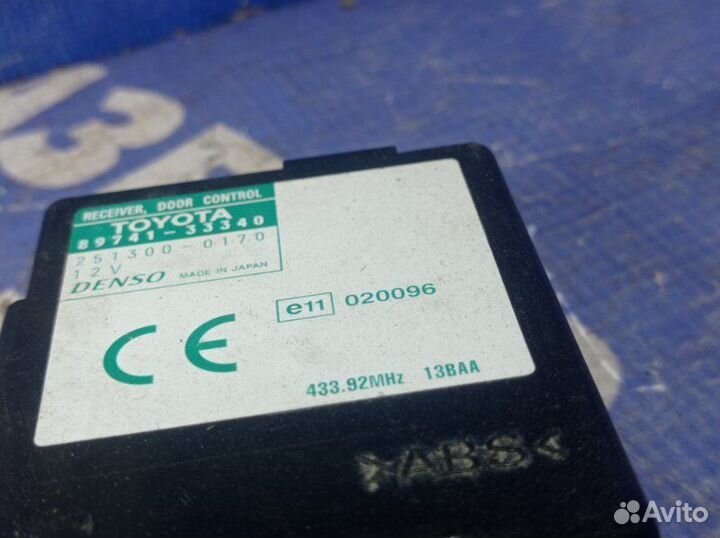 RECEIVER, DOOR CONTROL
TOYOTA
89741-33340
251300-0170
12V
DENSO MADE IN JAPAN
e11 020096
CE
433.92MHz 13BAA
>ABS<
Avito